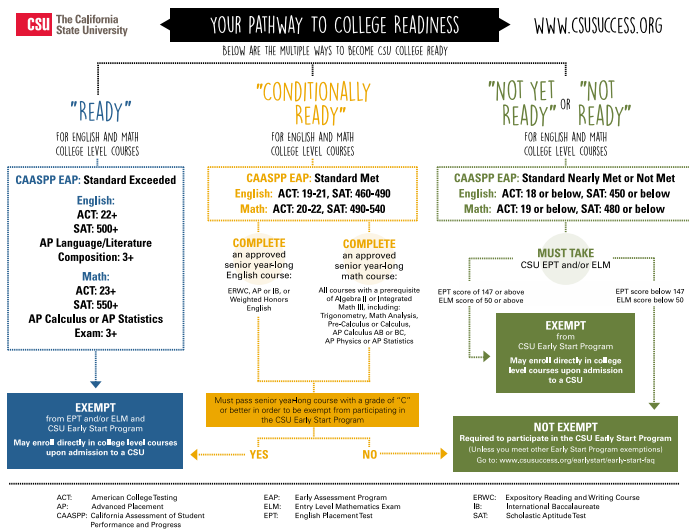 CSU The California
State University
YOUR PATHWAY TO COLLEGE READINESS
WWW.CSUSUCCESS.ORG
BELOW ARE THE MULTIPLE WAYS TO BECOME CSU COLLEGE READY
"READY"
FOR ENGLISH AND MATH
COLLEGE LEVEL COURSES
CAASPP EAP: Standard Exceeded
English:
ACT: 22+
SAT: 500+
AP Language/Literature
Composition: 3+
Math:
ACT: 23+
SAT: 550+
AP Calculus or AP Statistics
Exam: 3+
EXEMPT
from EPT and/or ELM and
CSU Early Start Program
May enroll directly in college level courses
upon admission to a CSU
"CONDITIONALLY
READY"
FOR ENGLISH AND MATH
COLLEGE LEVEL COURSES
CAASPP EAP: Standard Met
English: ACT: 19-21, SAT: 460-490
Math: ACT: 20-22, SAT: 490-540
COMPLETE
an approved
senior year-long
English course:
ERWC, AP or IB, or
Weighted Honors
English
COMPLETE
an approved
senior year-long
math course:
All courses with a prerequisite
of Algebra II or Integrated
Math III, including:
Trigonometry, Math Analysis,
Pre-Calculus or Calculus,
AP Calculus AB or BC,
AP Physics or AP Statistics
Must pass senior year-long course with a grade of "C"
or better in order to be exempt from participating in
the CSU Early Start Program
YES
NO
"NOT YET
READY" OR "NOT
READY"
FOR ENGLISH AND MATH
COLLEGE LEVEL COURSES
CAASPP EAP: Standard Nearly Met or Not Met
English: ACT: 18 or below, SAT: 450 or below
Math: ACT: 19 or below, SAT: 480 or below
MUST TAKE
CSU EPT and/or ELM
EPT score of 147 or above
ELM score of 50 or above
EPT score below 147
ELM score below 50
EXEMPT
from
CSU Early Start Program
May enroll directly in college
level courses upon admission
to a CSU
NOT EXEMPT
Required to participate in the CSU Early Start Program
(Unless you meet other Early Start Program exemptions)
Go to: www.csusuccess.org/earlystart/early-start-faq
ACT: American College Testing
AP: Advanced Placement
CAASPP: California Assessment of Student
Performance and Progress
EAP: Early Assessment Program
ELM: Entry Level Mathematics Exam
EPT: English Placement Test
ERWC: Expository Reading and Writing Course
IB: International Baccalaureate
SAT: Scholastic Aptitude Test